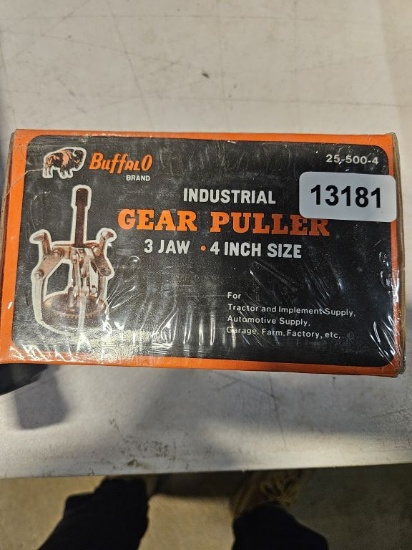 Buffalo
BRAND
25-500-4
INDUSTRIAL
13181
GEAR PULLER
3 JAW • 4 INCH SIZE
For
Tractor and Implement Supply,
Automotive Supply,
Garage, Farm, Factory, etc.